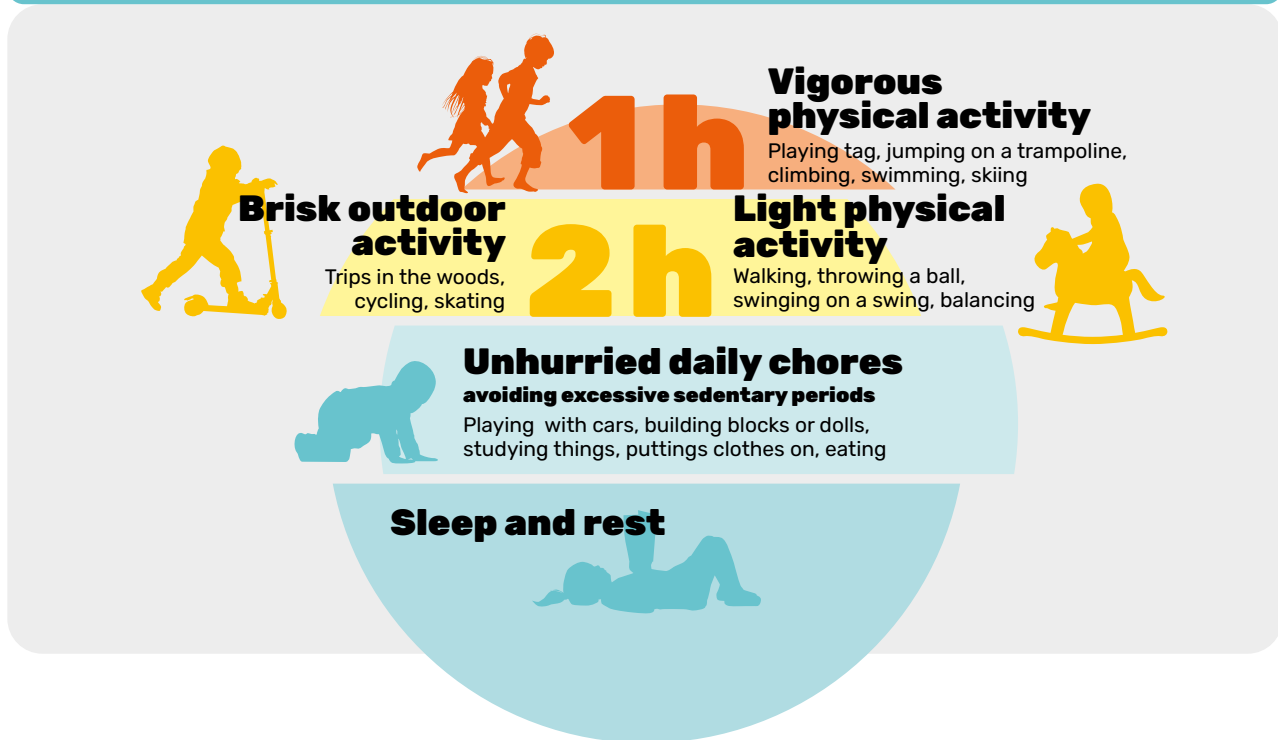 1h
Vigorous
physical activity
Playing tag, jumping on a trampoline,
climbing, swimming, skiing
Brisk outdoor
activity
Trips in the woods,
cycling, skating
2h
Light physical
activity
Walking, throwing a ball,
swinging on a swing, balancing
Unhurried daily chores
avoiding excessive sedentary periods
Playing with cars, building blocks or dolls,
studying things, puttings clothes on, eating
Sleep and rest